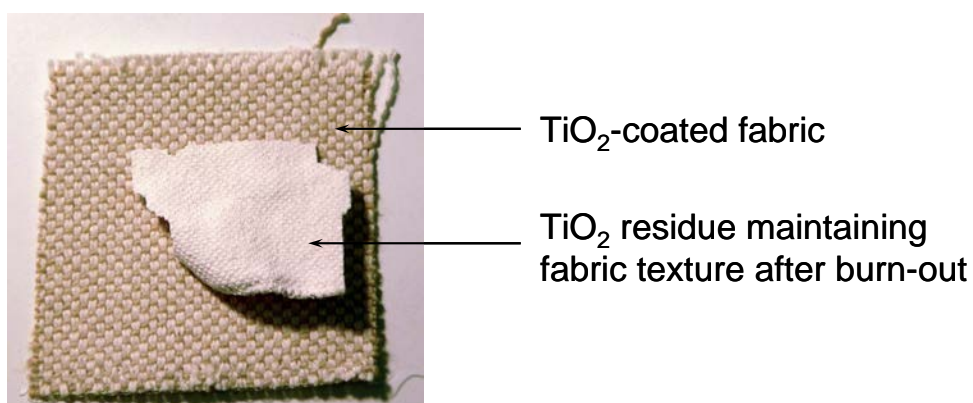 TiO₂-coated fabric
TiO₂ residue maintaining
fabric texture after burn-out